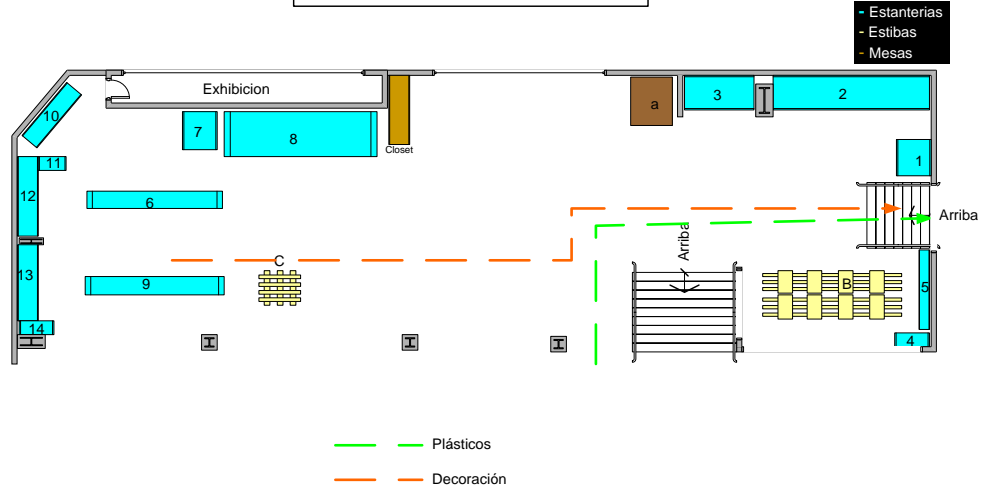 - Estanterias
- Estibas
- Mesas
Exhibicion
10
7
8
Closet
a
3
2
1
11
12
6
Arriba
Arriba
C
13
9
B
5
14
4
Plásticos
Decoración